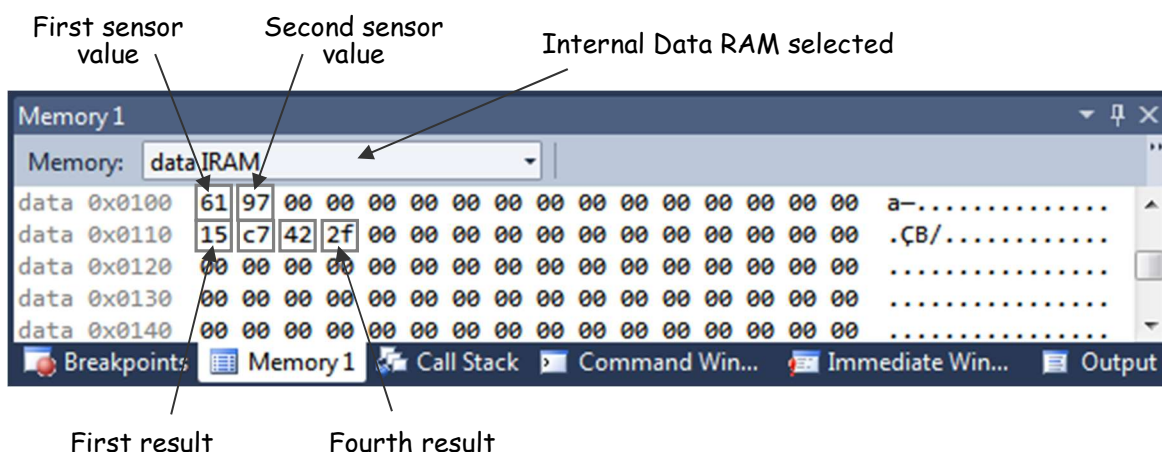 First sensor value
Second sensor value
Internal Data RAM selected
Memory 1
Memory: data IRAM
data 0x0100 61 97 00 00 00 00 00 00 00 00 00 00 00 00 00 00 a—..............
data 0x0110 15 c7 42 2f 00 00 00 00 00 00 00 00 00 00 00 00 .ÇB/............
data 0x0120 00 00 00 00 00 00 00 00 00 00 00 00 00 00 00 00 ................
data 0x0130 00 00 00 00 00 00 00 00 00 00 00 00 00 00 00 00 ................
data 0x0140 00 00 00 00 00 00 00 00 00 00 00 00 00 00 00 00 ................
Breakpoints Memory 1 Call Stack Command Win... Immediate Win... Output
First result Fourth result